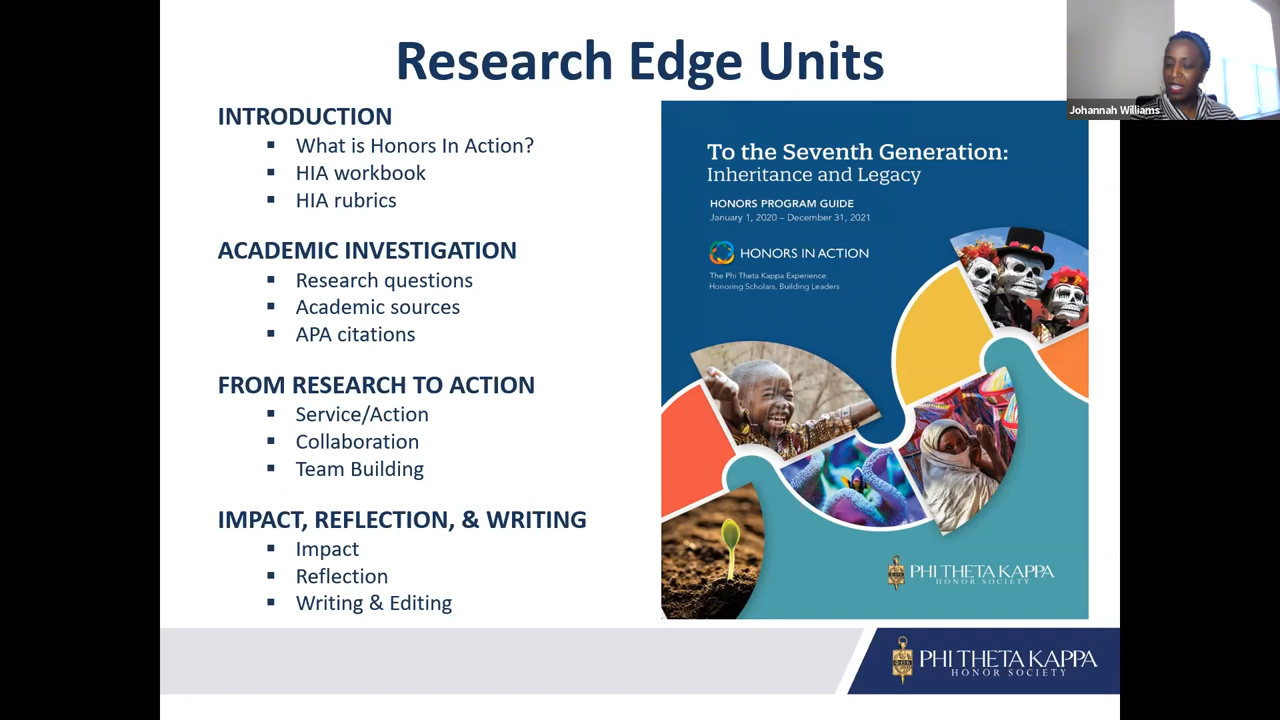 Research Edge Units
Johannah Williams
INTRODUCTION
▪ What is Honors In Action?
▪ HIA workbook
▪ HIA rubrics
ACADEMIC INVESTIGATION
▪ Research questions
▪ Academic sources
▪ APA citations
FROM RESEARCH TO ACTION
▪ Service/Action
▪ Collaboration
▪ Team Building
IMPACT, REFLECTION, & WRITING
▪ Impact
▪ Reflection
▪ Writing & Editing
To the Seventh Generation:
Inheritance and Legacy
HONORS PROGRAM GUIDE
January 1, 2020 – December 31, 2021
HONORS IN ACTION
The Phi Theta Kappa Experience:
Honoring Scholars, Building Leaders
PHI THETA KAPPA
HONOR SOCIETY
PHI THETA KAPPA
HONOR SOCIETY